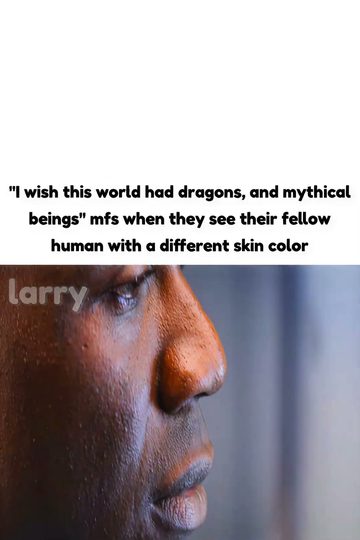 "I wish this world had dragons, and mythical
beings" mfs when they see their fellow
human with a different skin color
larry